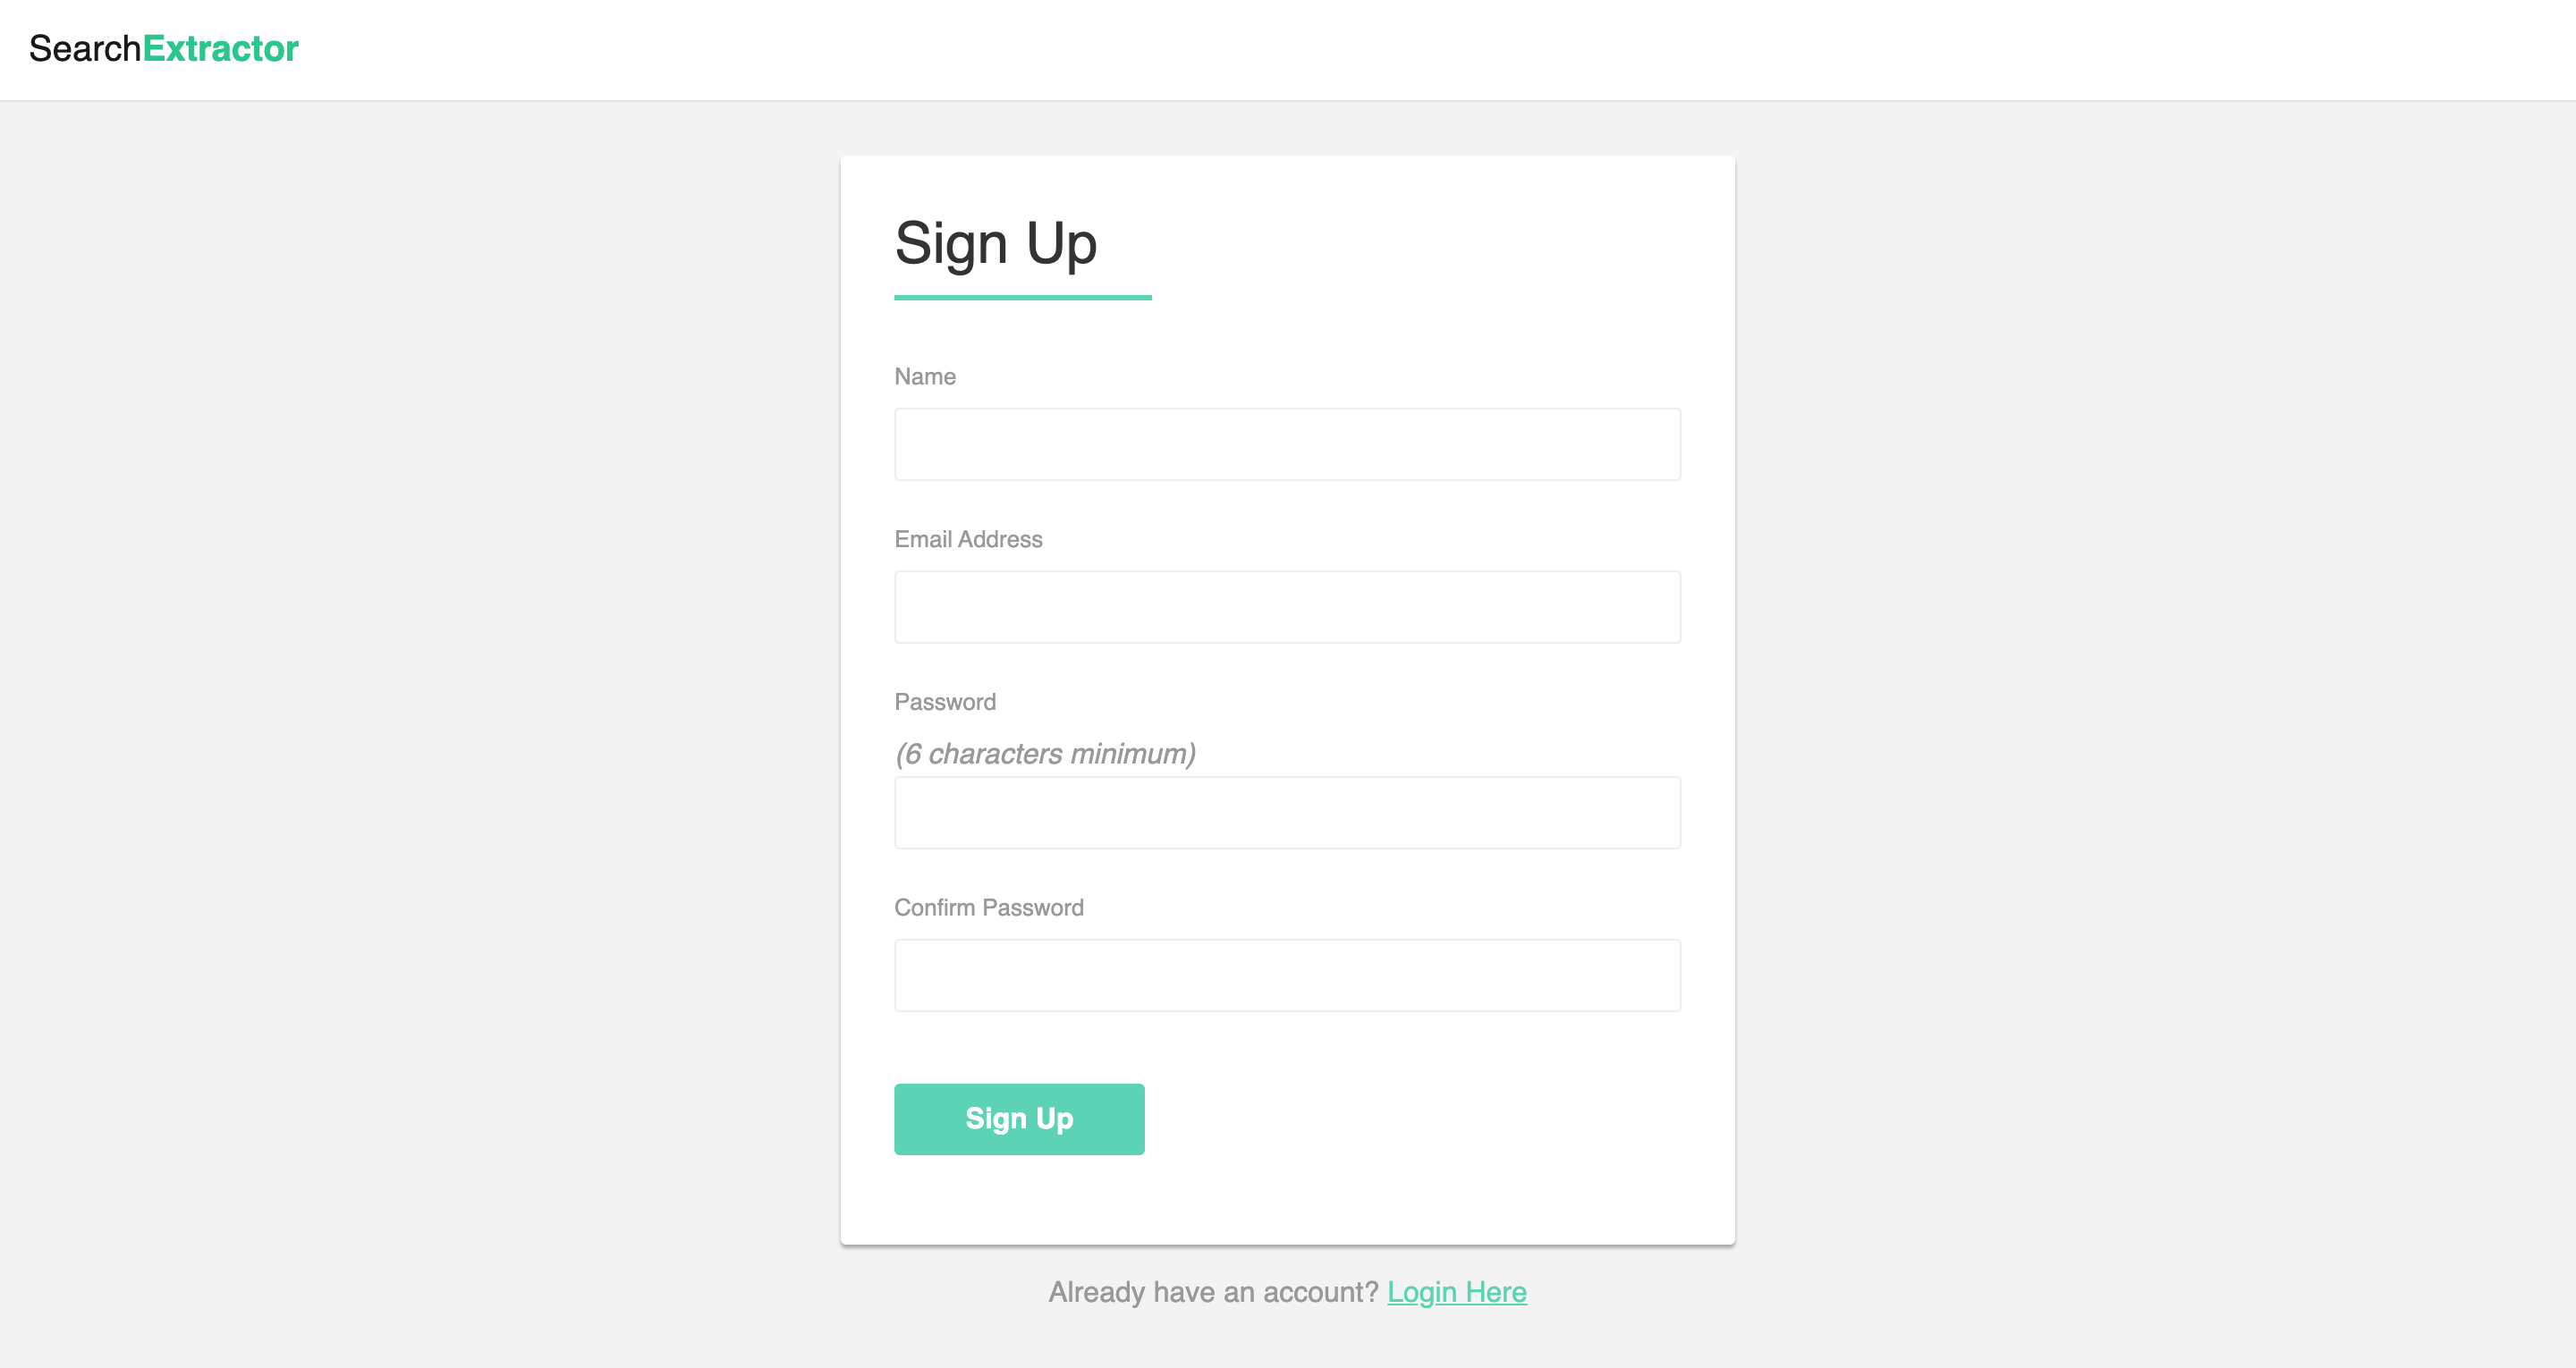 SearchExtractor
Sign Up
Name
Email Address
Password
(6 characters minimum)
Confirm Password
Sign Up
Already have an account? Login Here